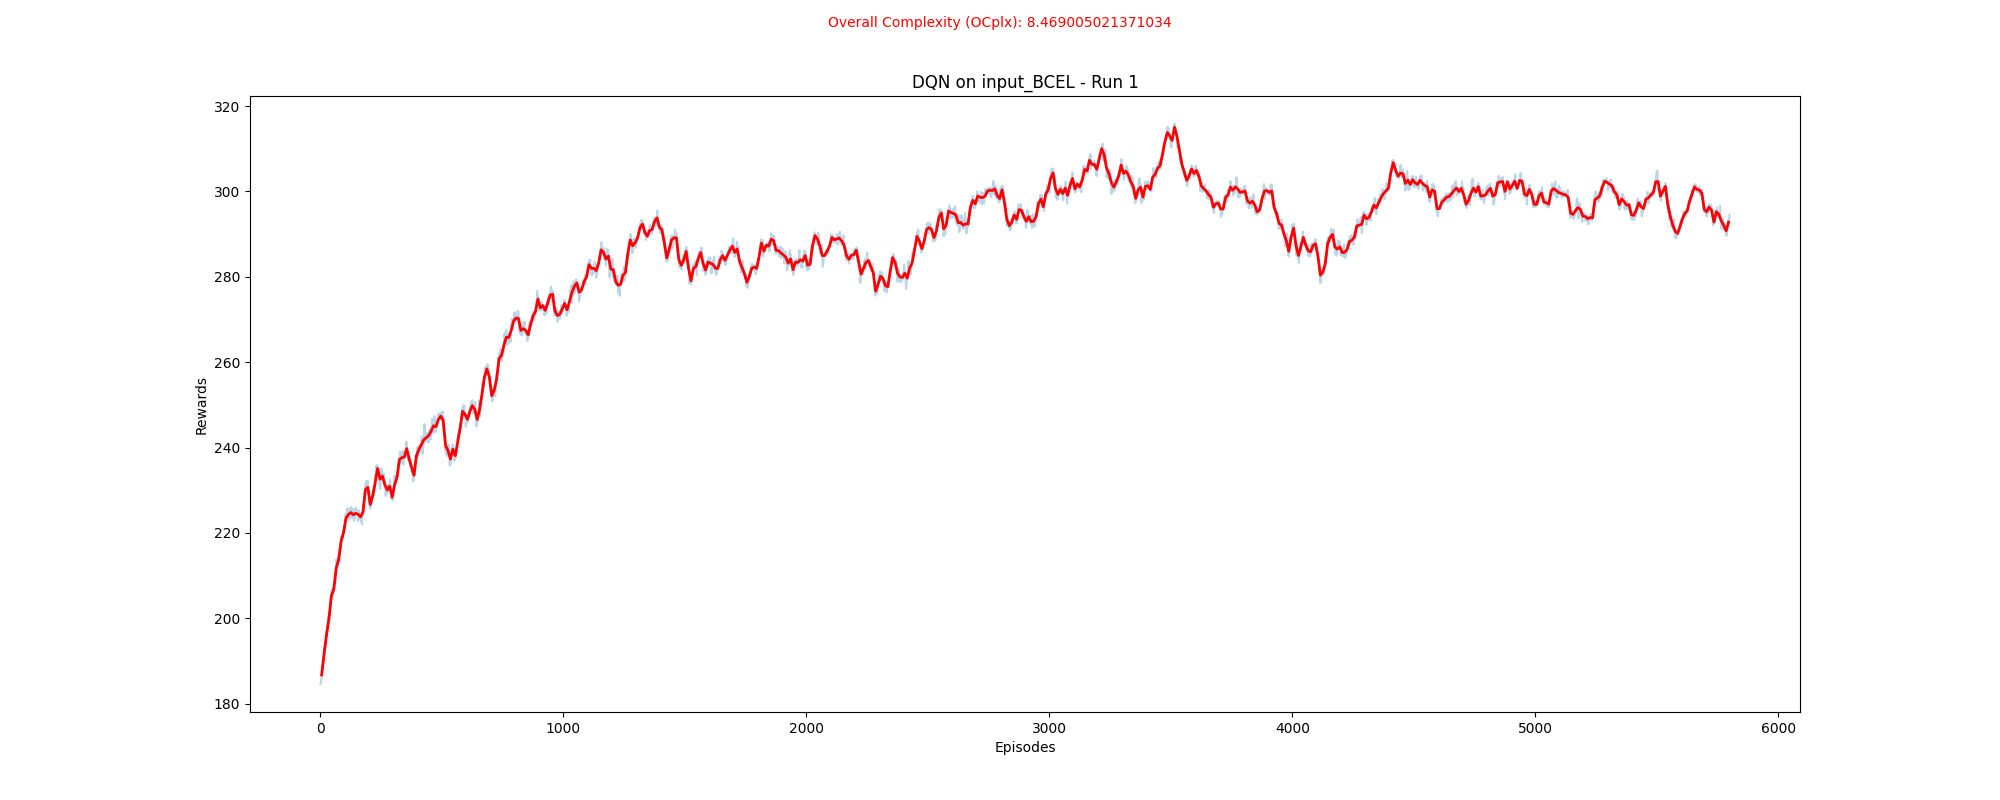 Overall Complexity (OCplx): 8.469005021371034
DQN on input_BCEL - Run 1
320
300
280
260
240
220
200
180
Rewards
0 1000 2000 3000 4000 5000 6000
Episodes